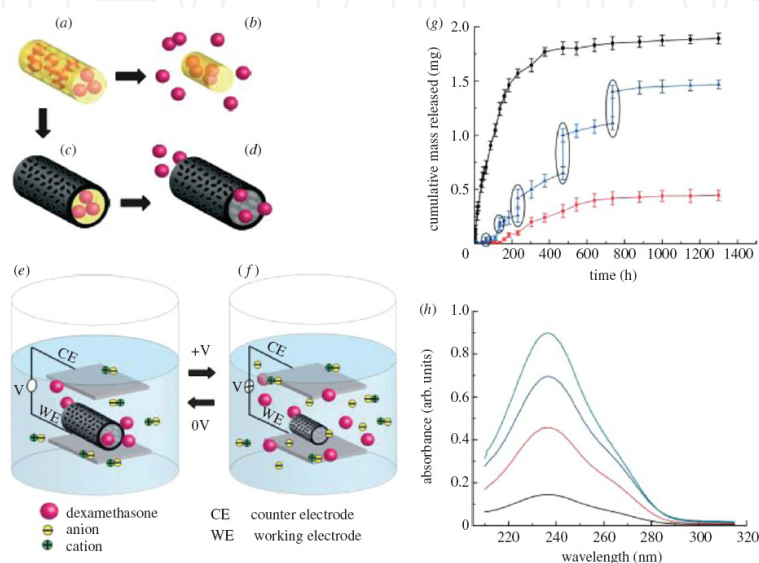 (a)
(b)
(c)
(d)
(e)
(f)
CE
V
WE
+V
0V
CE
V
WE
dexamethasone
anion
cation
CE counter electrode
WE working electrode
(g)
cumulative mass released (mg)
2.0
1.5
1.0
0.5
0 200 400 600 800 1000 1200 1400
time (h)
(h)
absorbance (arb. units)
1.0
0.8
0.6
0.4
0.2
0
220 240 260 280 300 320
wavelength (nm)